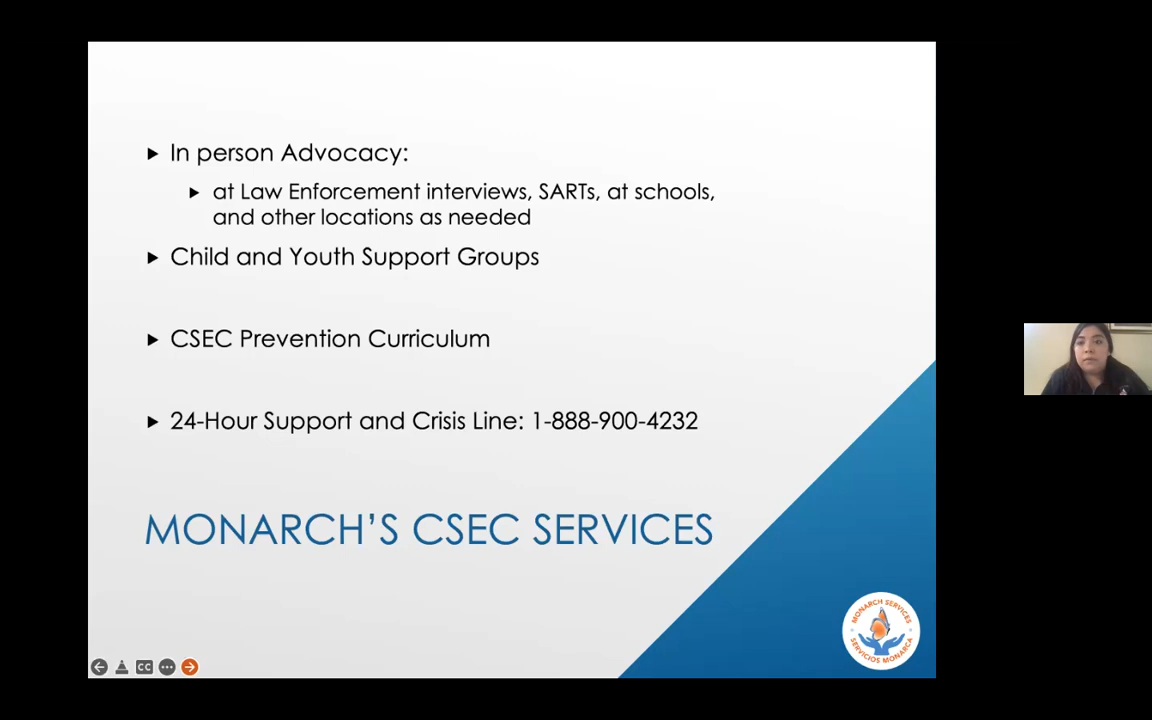 In person Advocacy:
at Law Enforcement interviews, SARTs, at schools,
and other locations as needed
Child and Youth Support Groups
CSEC Prevention Curriculum
24-Hour Support and Crisis Line: 1-888-900-4232
MONARCH’S CSEC SERVICES
MONARCH SERVICES
SERVICIOS MONARCA
CC